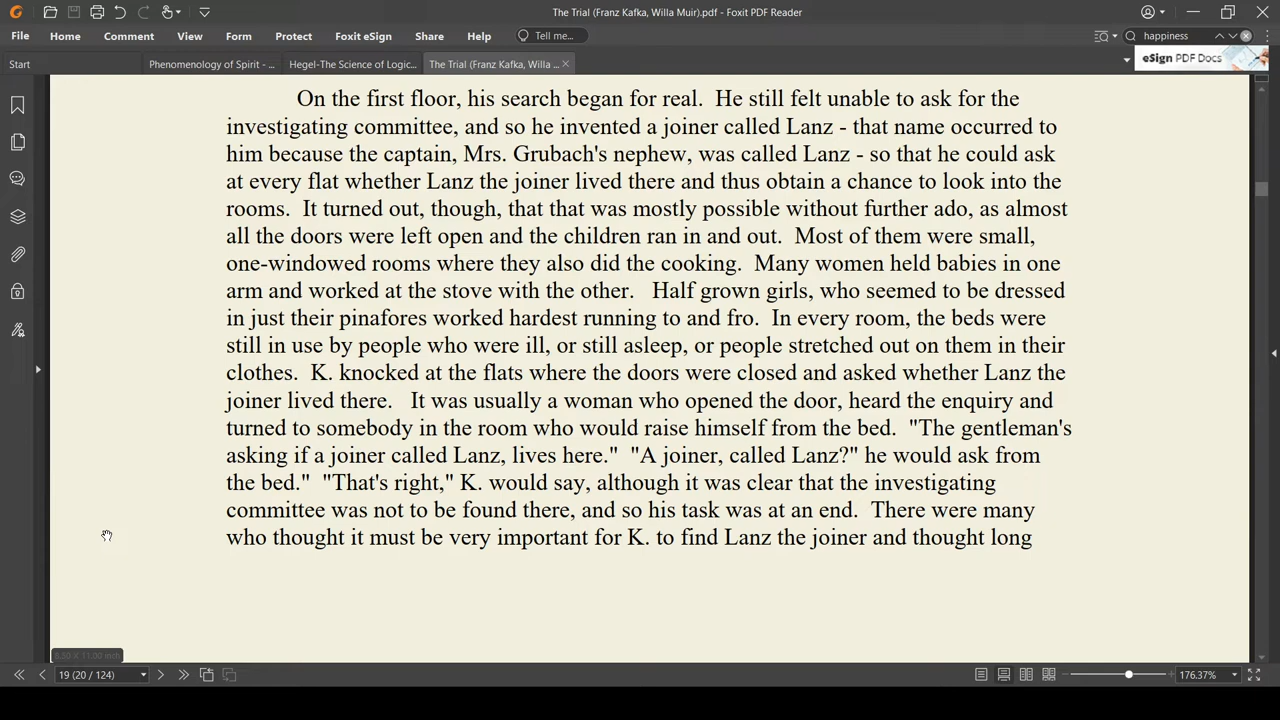 The Trial (Franz Kafka, Willa Muir).pdf - Foxit PDF Reader
File Home Comment View Form Protect Foxit eSign Share Help Tell me... happiness
Start Phenomenology of Spirit - ... Hegel-The Science of Logic... The Trial (Franz Kafka, Willa ... eSign PDF Docs
On the first floor, his search began for real. He still felt unable to ask for the
investigating committee, and so he invented a joiner called Lanz - that name occurred to
him because the captain, Mrs. Grubach's nephew, was called Lanz - so that he could ask
at every flat whether Lanz the joiner lived there and thus obtain a chance to look into the
rooms. It turned out, though, that that was mostly possible without further ado, as almost
all the doors were left open and the children ran in and out. Most of them were small,
one-windowed rooms where they also did the cooking. Many women held babies in one
arm and worked at the stove with the other. Half grown girls, who seemed to be dressed
in just their pinafores worked hardest running to and fro. In every room, the beds were
still in use by people who were ill, or still asleep, or people stretched out on them in their
clothes. K. knocked at the flats where the doors were closed and asked whether Lanz the
joiner lived there. It was usually a woman who opened the door, heard the enquiry and
turned to somebody in the room who would raise himself from the bed. "The gentleman's
asking if a joiner called Lanz, lives here." "A joiner, called Lanz?" he would ask from
the bed." "That's right," K. would say, although it was clear that the investigating
committee was not to be found there, and so his task was at an end. There were many
who thought it must be very important for K. to find Lanz the joiner and thought long
8.50 x 11.00 inch
19 (20 / 124) 176.37%